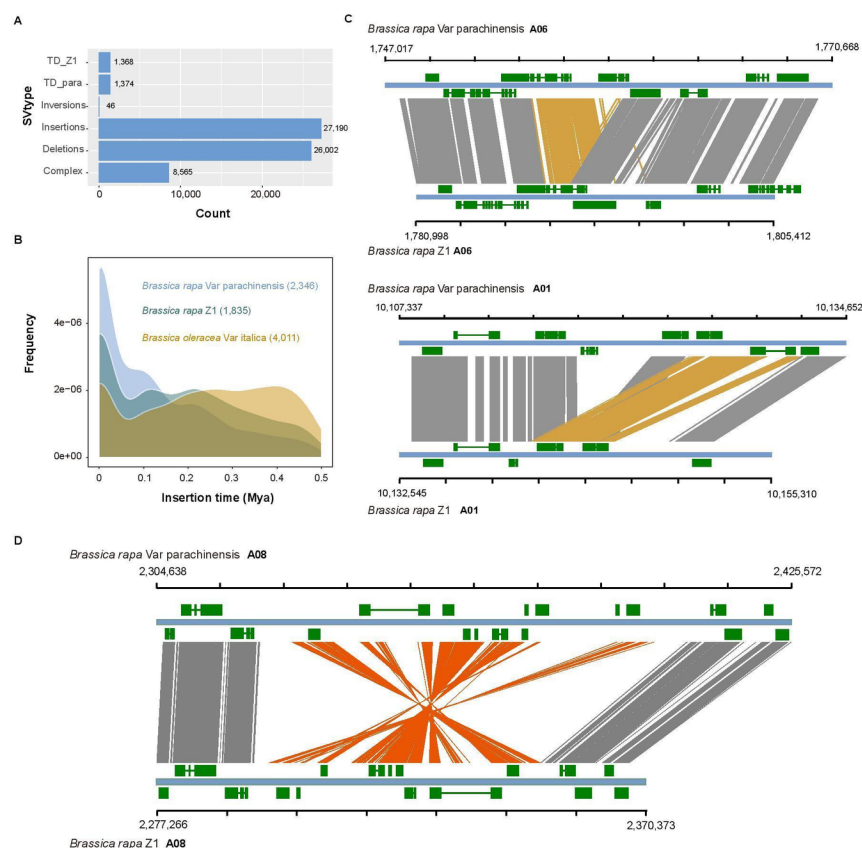 A
SVtype
TD_Z1
1,368
TD_para
1,374
Inversions
46
Insertions
27,190
Deletions
26,002
Complex
8,565
0 10,000 20,000
Count
B
Frequency
4e-06
2e-06
0e+00
Brassica rapa Var parachinensis (2,346)
Brassica rapa Z1 (1,835)
Brassica oleracea Var italica (4,011)
0 0.1 0.2 0.3 0.4 0.5
Insertion time (Mya)
C
Brassica rapa Var parachinensis A06
1,747,017 1,770,668
1,780,998 1,805,412
Brassica rapa Z1 A06
Brassica rapa Var parachinensis A01
10,107,337 10,134,652
10,132,545 10,155,310
Brassica rapa Z1 A01
D
Brassica rapa Var parachinensis A08
2,304,638 2,425,572
2,277,266 2,370,373
Brassica rapa Z1 A08